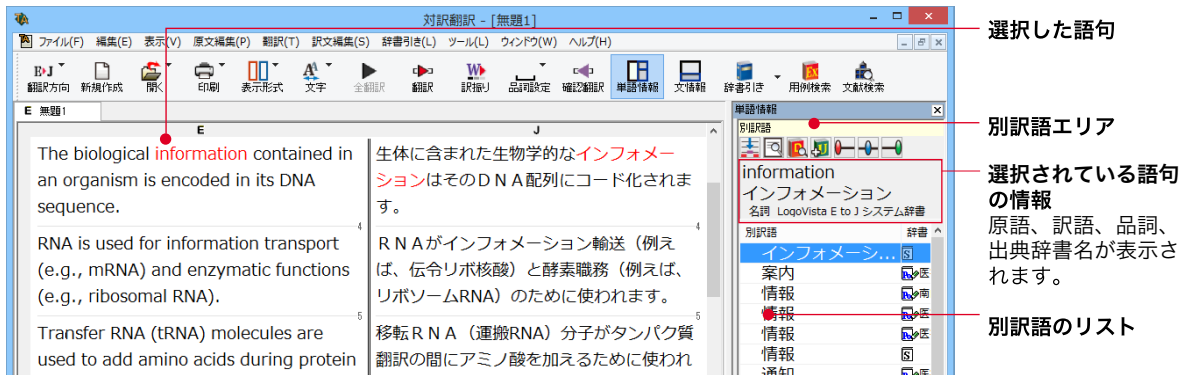 対訳翻訳 - [無題1]
ファイル(F) 編集(E) 表示(V) 原文編集(P) 翻訳(T) 訳文編集(S) 辞書引き(L) ツール(L) ウィンドウ(W) ヘルプ(H)
翻訳方向 新規作成 開く 印刷 表示形式 文字 全翻訳 翻訳 訳振り 品詞設定 確認翻訳 単語情報 文情報 辞書引き 用例検索 文献検索
E 無題1
E J
The biological information contained in
an organism is encoded in its DNA
sequence.
4
RNA is used for information transport
(e.g., mRNA) and enzymatic functions
(e.g., ribosomal RNA).
5
Transfer RNA (tRNA) molecules are
used to add amino acids during protein
生体に含まれた生物学的なインフォメー
ションはそのＤＮＡ配列にコード化されま
す。
4
ＲＮＡがインフォメーション輸送（例え
ば、伝令リボ核酸）と酵素職務（例えば、
リボソームRNA）のために使われます。
5
移転ＲＮＡ（運搬RNA）分子がタンパク質
翻訳の間にアミノ酸を加えるために使われ
単語情報
別訳語
information
インフォメーション
名詞 LogoVista E to J システム辞書
別訳語 辞書
インフォメーシ... S
案内 医
情報 南
情報 医
情報 医
情報 S
通知 医
選択した語句
別訳語エリア
選択されている語句
の情報
原語、訳語、品詞、
出典辞書名が表示さ
れます。
別訳語のリスト